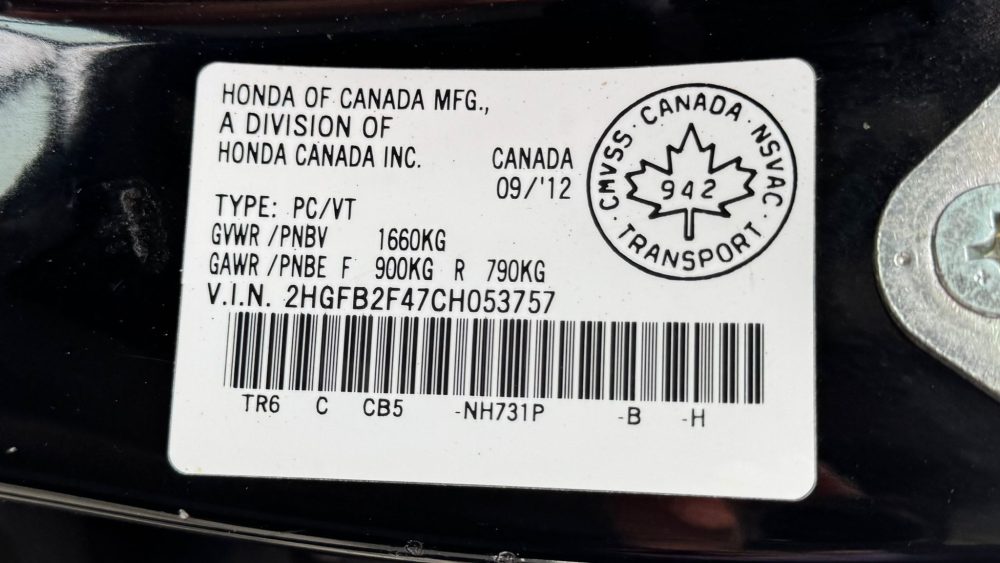 HONDA OF CANADA MFG.,
A DIVISION OF
HONDA CANADA INC.
CANADA
09/'12
TYPE: PC/VT
GVWR/PNBV 1660KG
GAWR/PNBE F 900KG R 790KG
V.I.N. 2HGFB2F47CH053757
TR6 C CB5 -NH731P -B -H
CMVSS · CANADA · NSVAC · TRANSPORT ·
942